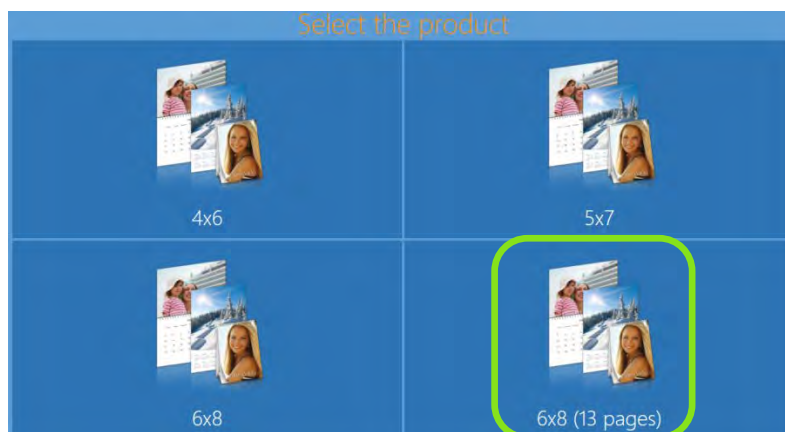 Select the product
4x6
5x7
6x8
6x8 (13 pages)